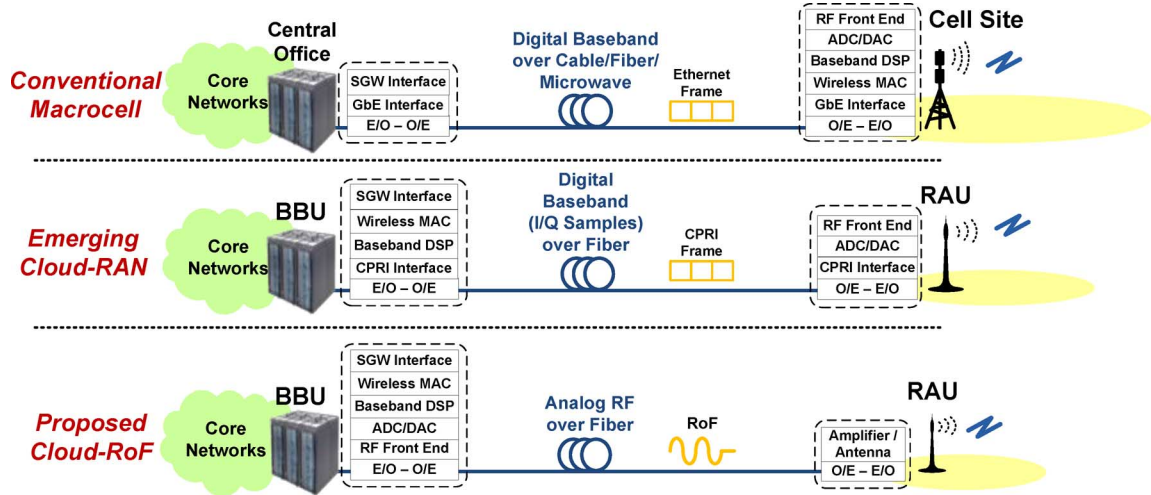 Conventional
Macrocell
Core
Networks
Central
Office
SGW Interface
GbE Interface
E/O – O/E
Digital Baseband
over Cable/Fiber/
Microwave
Ethernet
Frame
RF Front End
ADC/DAC
Baseband DSP
Wireless MAC
GbE Interface
O/E – E/O
Cell Site
Emerging
Cloud-RAN
Core
Networks
BBU
SGW Interface
Wireless MAC
Baseband DSP
CPRI Interface
E/O – O/E
Digital
Baseband
(I/Q Samples)
over Fiber
CPRI
Frame
RF Front End
ADC/DAC
CPRI Interface
O/E – E/O
RAU
Proposed
Cloud-RoF
Core
Networks
BBU
SGW Interface
Wireless MAC
Baseband DSP
ADC/DAC
RF Front End
E/O – O/E
Analog RF
over Fiber
RoF
Amplifier /
Antenna
O/E – E/O
RAU